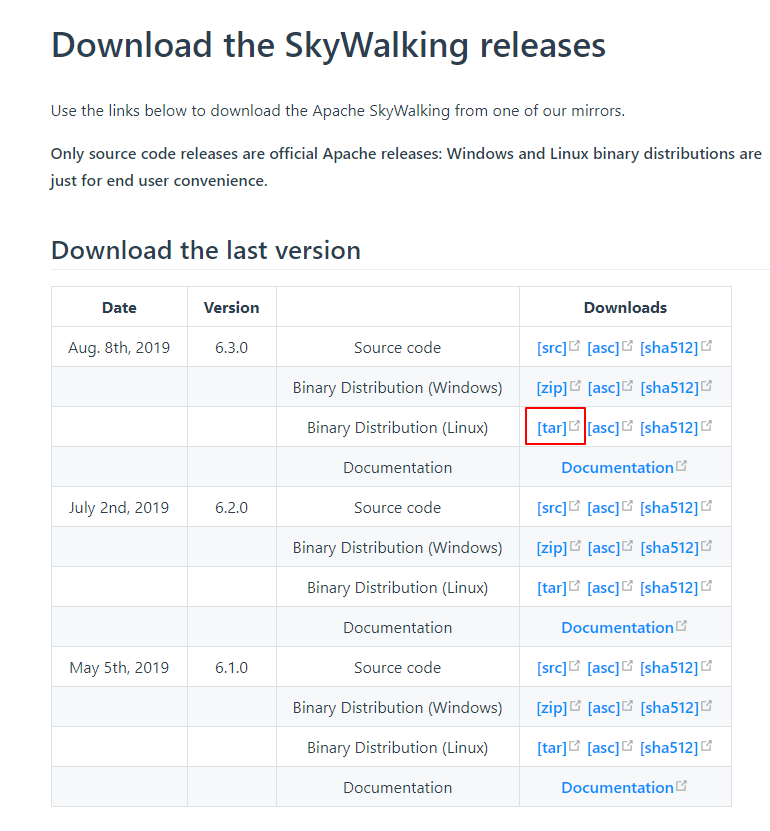 Download the SkyWalking releases
Use the links below to download the Apache SkyWalking from one of our mirrors.
Only source code releases are official Apache releases: Windows and Linux binary distributions are
just for end user convenience.
Download the last version
Date Version Downloads
Aug. 8th, 2019 6.3.0 Source code [src] [asc] [sha512]
Binary Distribution (Windows) [zip] [asc] [sha512]
Binary Distribution (Linux) [tar] [asc] [sha512]
Documentation Documentation
July 2nd, 2019 6.2.0 Source code [src] [asc] [sha512]
Binary Distribution (Windows) [zip] [asc] [sha512]
Binary Distribution (Linux) [tar] [asc] [sha512]
Documentation Documentation
May 5th, 2019 6.1.0 Source code [src] [asc] [sha512]
Binary Distribution (Windows) [zip] [asc] [sha512]
Binary Distribution (Linux) [tar] [asc] [sha512]
Documentation Documentation